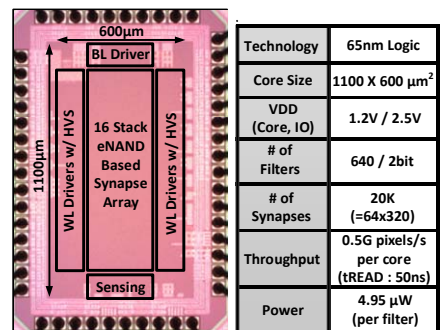 600µm
1100µm
BL Driver
WL Drivers w/ HVS
16 Stack
eNAND
Based
Synapse
Array
WL Drivers w/ HVS
Sensing
Technology
65nm Logic
Core Size
1100 X 600 µm²
VDD
(Core, IO)
1.2V / 2.5V
# of
Filters
640 / 2bit
# of
Synapses
20K
(=64x320)
Throughput
0.5G pixels/s
per core
(tREAD : 50ns)
Power
4.95 µW
(per filter)